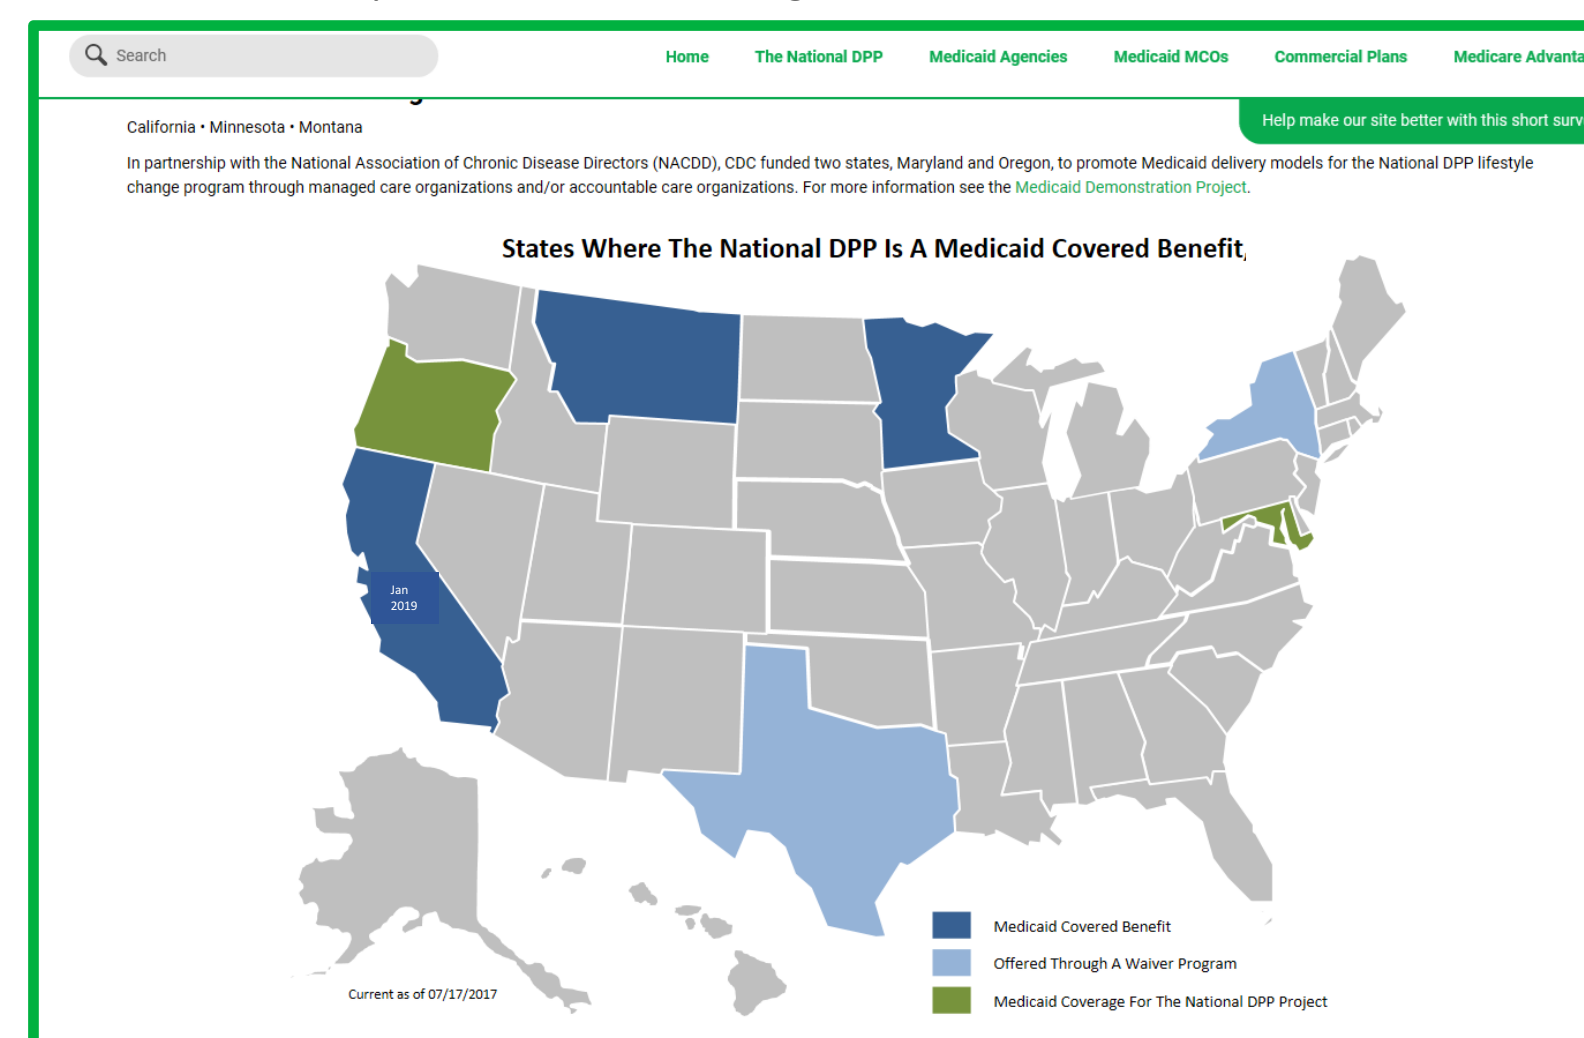 Search
Home The National DPP Medicaid Agencies Medicaid MCOs Commercial Plans Medicare
California • Minnesota • Montana
Help make our site better with this short
In partnership with the National Association of Chronic Disease Directors (NACDD), CDC funded two states, Maryland and Oregon, to promote Medicaid delivery models for the National DPP lifestyle
change program through managed care organizations and/or accountable care organizations. For more information see the Medicaid Demonstration Project.
States Where The National DPP Is A Medicaid Covered Benefit,
Jan
2019
Medicaid Covered Benefit
Offered Through A Waiver Program
Medicaid Coverage For The National DPP Project
Current as of 07/17/2017